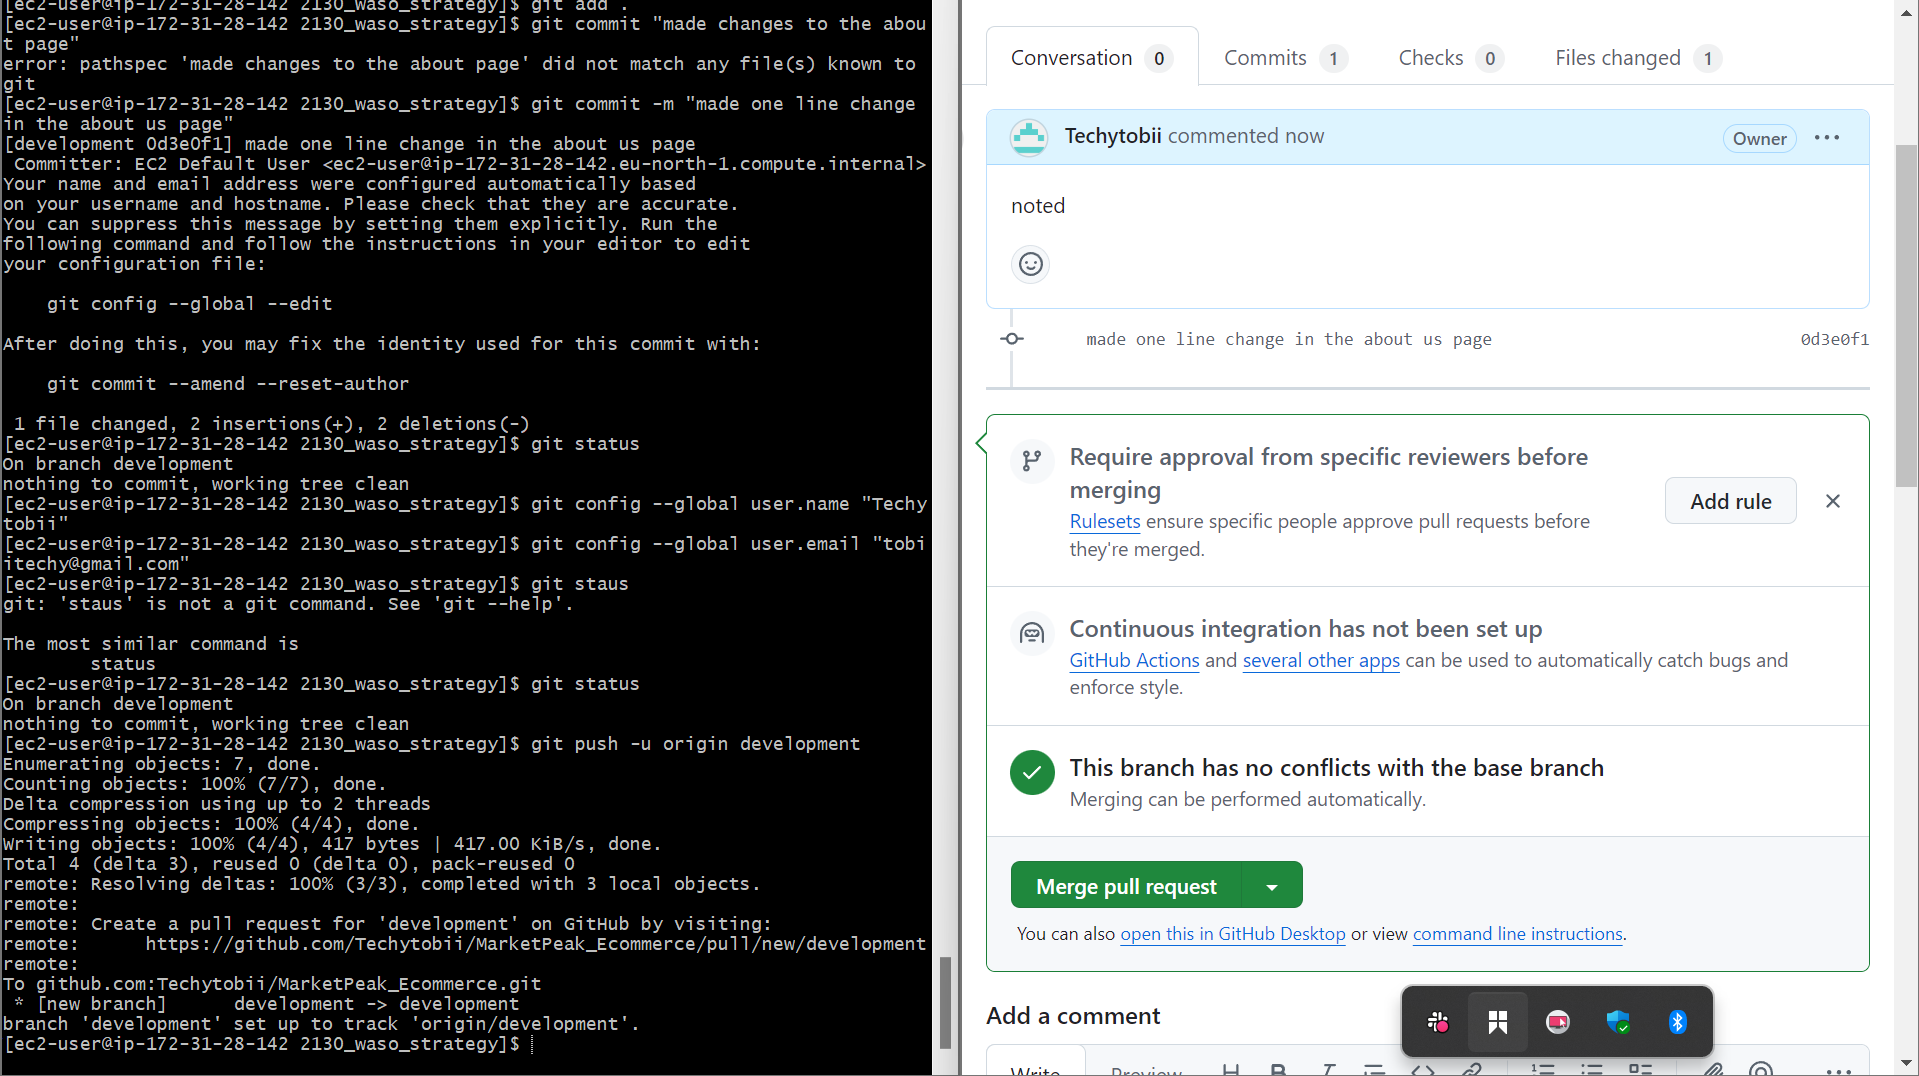 [ec2-user@ip-172-31-28-142 2130_waso_strategy]$ git add .
[ec2-user@ip-172-31-28-142 2130_waso_strategy]$ git commit "made changes to the abou
t page"
error: pathspec 'made changes to the about page' did not match any file(s) known to
git
[ec2-user@ip-172-31-28-142 2130_waso_strategy]$ git commit -m "made one line change
in the about us page"
[development 0d3e0f1] made one line change in the about us page
 Committer: EC2 Default User <ec2-user@ip-172-31-28-142.eu-north-1.compute.internal>
Your name and email address were configured automatically based
on your username and hostname. Please check that they are accurate.
You can suppress this message by setting them explicitly. Run the
following command and follow the instructions in your editor to edit
your configuration file:
    git config --global --edit
After doing this, you may fix the identity used for this commit with:
    git commit --amend --reset-author
 1 file changed, 2 insertions(+), 2 deletions(-)
[ec2-user@ip-172-31-28-142 2130_waso_strategy]$ git status
On branch development
nothing to commit, working tree clean
[ec2-user@ip-172-31-28-142 2130_waso_strategy]$ git config --global user.name "Techy
tobii"
[ec2-user@ip-172-31-28-142 2130_waso_strategy]$ git config --global user.email "tobi
itechy@gmail.com"
[ec2-user@ip-172-31-28-142 2130_waso_strategy]$ git staus
git: 'staus' is not a git command. See 'git --help'.
The most similar command is
        status
[ec2-user@ip-172-31-28-142 2130_waso_strategy]$ git status
On branch development
nothing to commit, working tree clean
[ec2-user@ip-172-31-28-142 2130_waso_strategy]$ git push -u origin development
Enumerating objects: 7, done.
Counting objects: 100% (7/7), done.
Delta compression using up to 2 threads
Compressing objects: 100% (4/4), done.
Writing objects: 100% (4/4), 417 bytes | 417.00 KiB/s, done.
Total 4 (delta 3), reused 0 (delta 0), pack-reused 0
remote: Resolving deltas: 100% (3/3), completed with 3 local objects.
remote:
remote: Create a pull request for 'development' on GitHub by visiting:
remote:      https://github.com/Techytobii/MarketPeak_Ecommerce/pull/new/development
remote:
To github.com:Techytobii/MarketPeak_Ecommerce.git
 * [new branch]      development -> development
branch 'development' set up to track 'origin/development'.
[ec2-user@ip-172-31-28-142 2130_waso_strategy]$
Conversation 0 Commits 1 Checks 0 Files changed 1
Techytobii commented now Owner
noted
made one line change in the about us page 0d3e0f1
Require approval from specific reviewers before
merging
Add rule
Rulesets ensure specific people approve pull requests before
they're merged.
Continuous integration has not been set up
GitHub Actions and several other apps can be used to automatically catch bugs and
enforce style.
This branch has no conflicts with the base branch
Merging can be performed automatically.
Merge pull request
You can also open this in GitHub Desktop or view command line instructions.
Add a comment
Write Preview